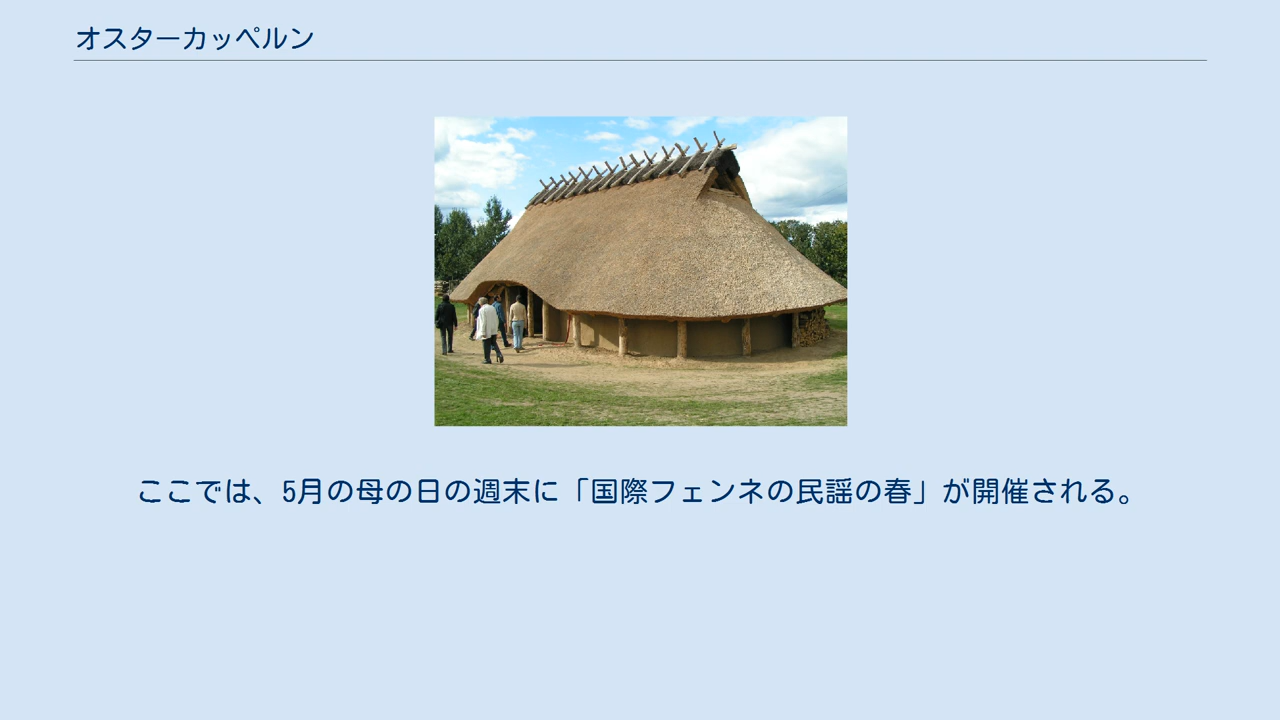 オスターカッペルン
ここでは、5月の母の日の週末に「国際フェンネの民謡の春」が開催される。